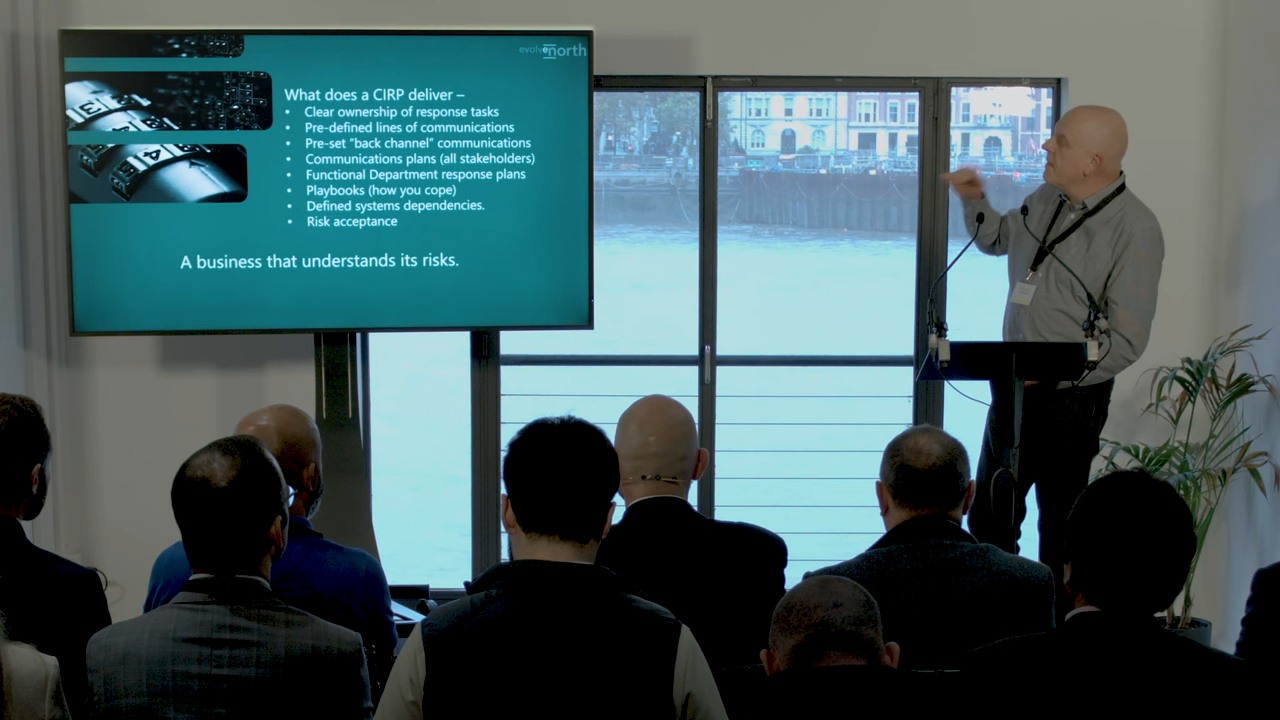 evolvenorth
What does a CIRP deliver –
• Clear ownership of response tasks
• Pre-defined lines of communications
• Pre-set "back channel" communications
• Communications plans (all stakeholders)
• Functional Department response plans
• Playbooks (how you cope)
• Defined systems dependencies.
• Risk acceptance
A business that understands its risks.